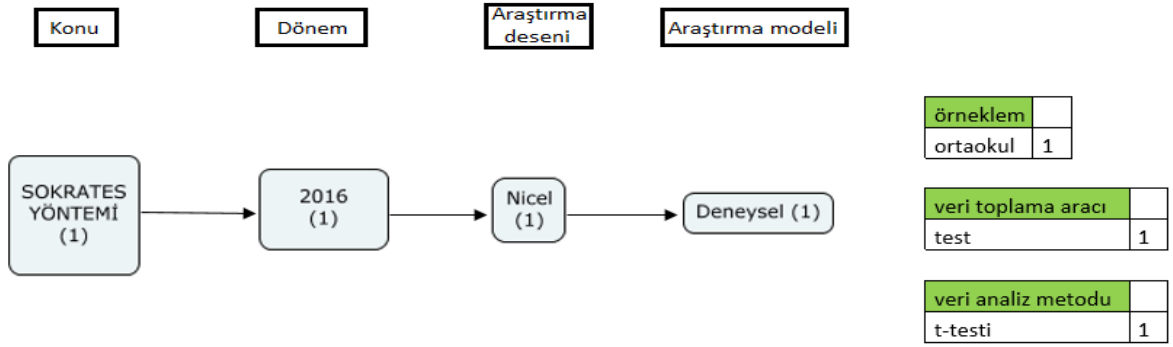 Konu
Dönem
Araştırma
deseni
Araştırma modeli
SOKRATES
YÖNTEMİ
(1)
2016
(1)
Nicel
(1)
Deneysel (1)
örneklem
ortaokul 1
veri toplama aracı
test 1
veri analiz metodu
t-testi 1